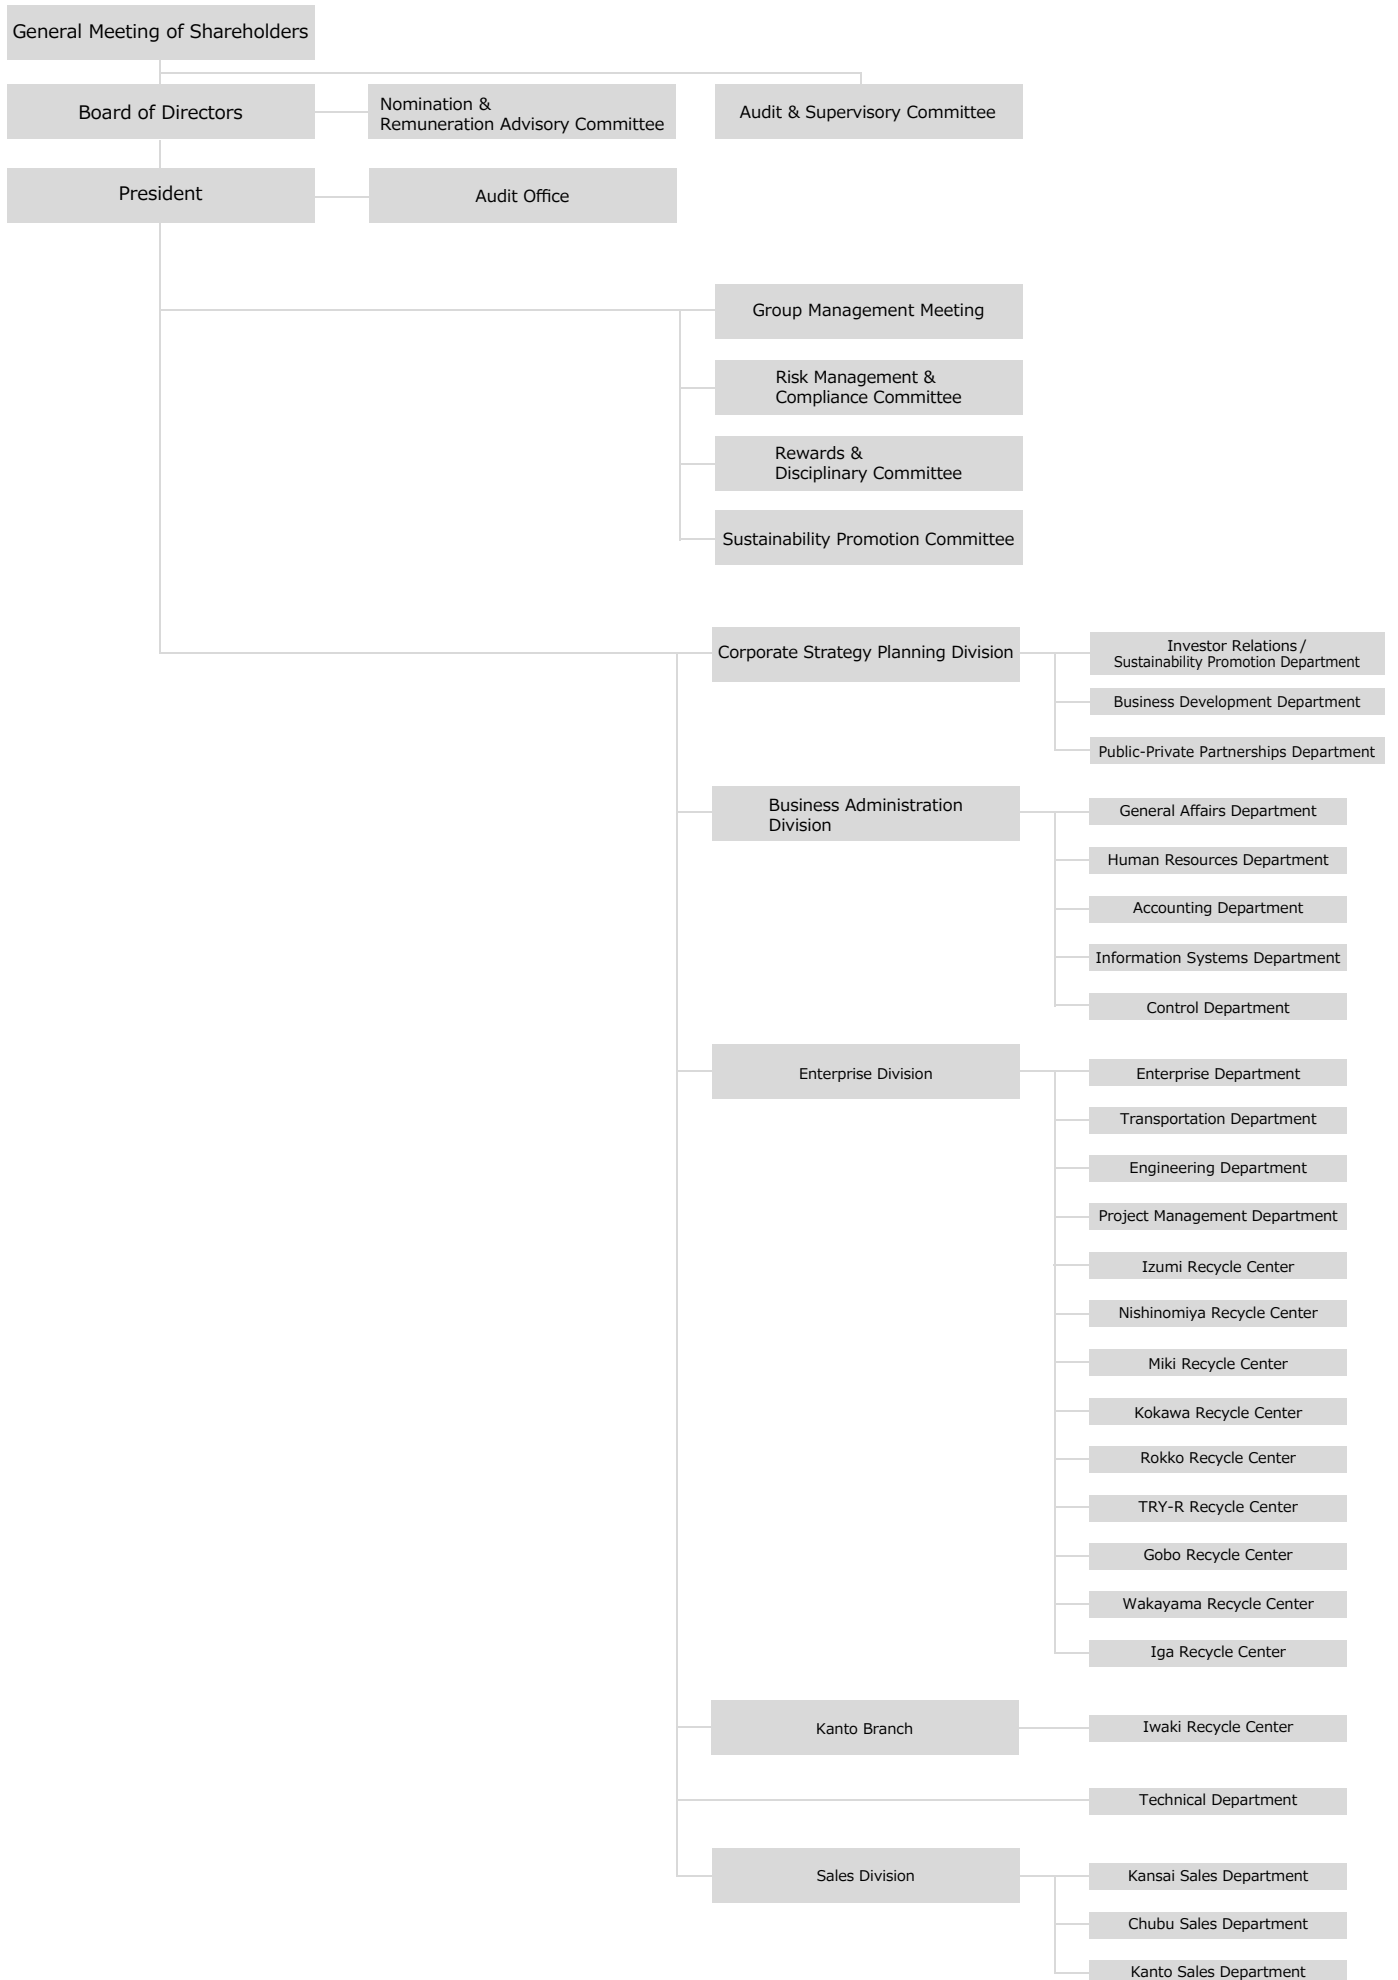 General Meeting of Shareholders
Board of Directors
Nomination &
Remuneration Advisory Committee
Audit & Supervisory Committee
President
Audit Office
Group Management Meeting
Risk Management &
Compliance Committee
Rewards &
Disciplinary Committee
Sustainability Promotion Committee
Corporate Strategy Planning Division
Investor Relations /
Sustainability Promotion Department
Business Development Department
Public-Private Partnerships Department
Business Administration
Division
General Affairs Department
Human Resources Department
Accounting Department
Information Systems Department
Control Department
Enterprise Division
Enterprise Department
Transportation Department
Engineering Department
Project Management Department
Izumi Recycle Center
Nishinomiya Recycle Center
Miki Recycle Center
Kokawa Recycle Center
Rokko Recycle Center
TRY-R Recycle Center
Gobo Recycle Center
Wakayama Recycle Center
Iga Recycle Center
Kanto Branch
Iwaki Recycle Center
Technical Department
Sales Division
Kansai Sales Department
Chubu Sales Department
Kanto Sales Department